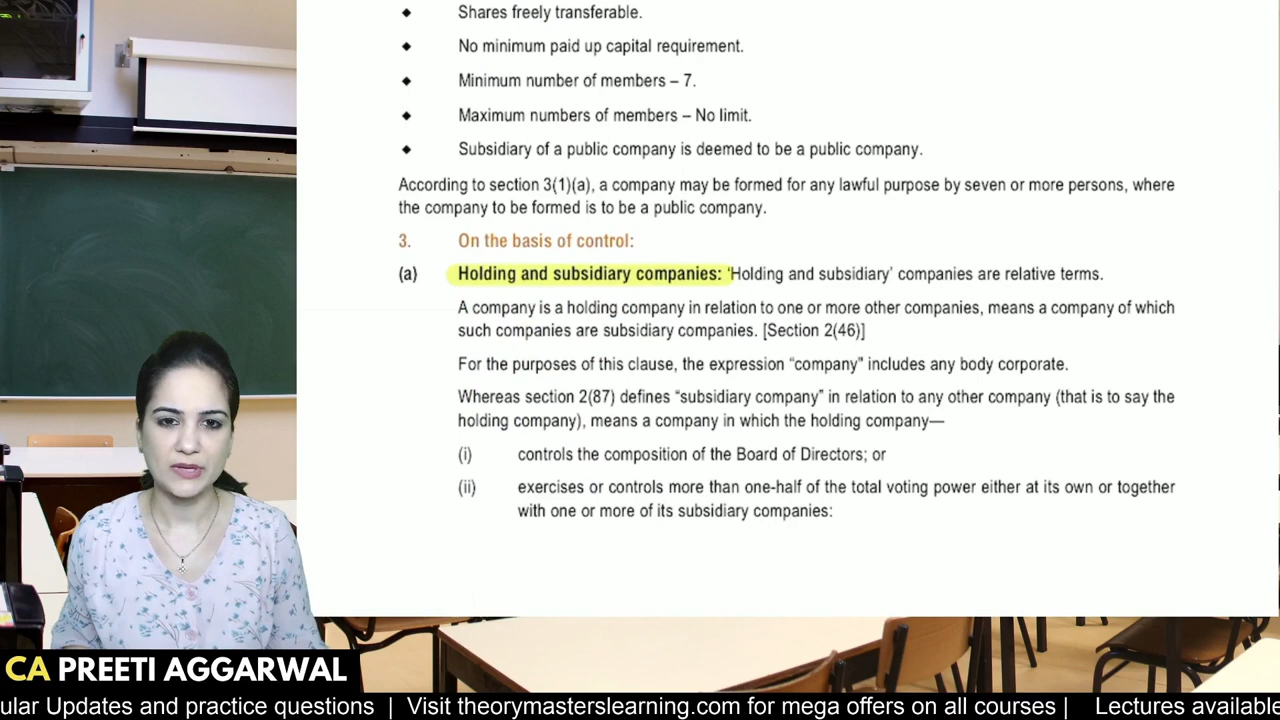 ◆ Shares freely transferable.
◆ No minimum paid up capital requirement.
◆ Minimum number of members – 7.
◆ Maximum numbers of members – No limit.
◆ Subsidiary of a public company is deemed to be a public company.
According to section 3(1)(a), a company may be formed for any lawful purpose by seven or more persons, where
the company to be formed is to be a public company.
3. On the basis of control:
(a) Holding and subsidiary companies: 'Holding and subsidiary' companies are relative terms.
A company is a holding company in relation to one or more other companies, means a company of which
such companies are subsidiary companies. [Section 2(46)]
For the purposes of this clause, the expression “company” includes any body corporate.
Whereas section 2(87) defines “subsidiary company” in relation to any other company (that is to say the
holding company), means a company in which the holding company—
(i) controls the composition of the Board of Directors; or
(ii) exercises or controls more than one-half of the total voting power either at its own or together
with one or more of its subsidiary companies:
CA PREETI AGGARWAL
ular Updates and practice questions | Visit theorymasterslearning.com for mega offers on all courses | Lectures available